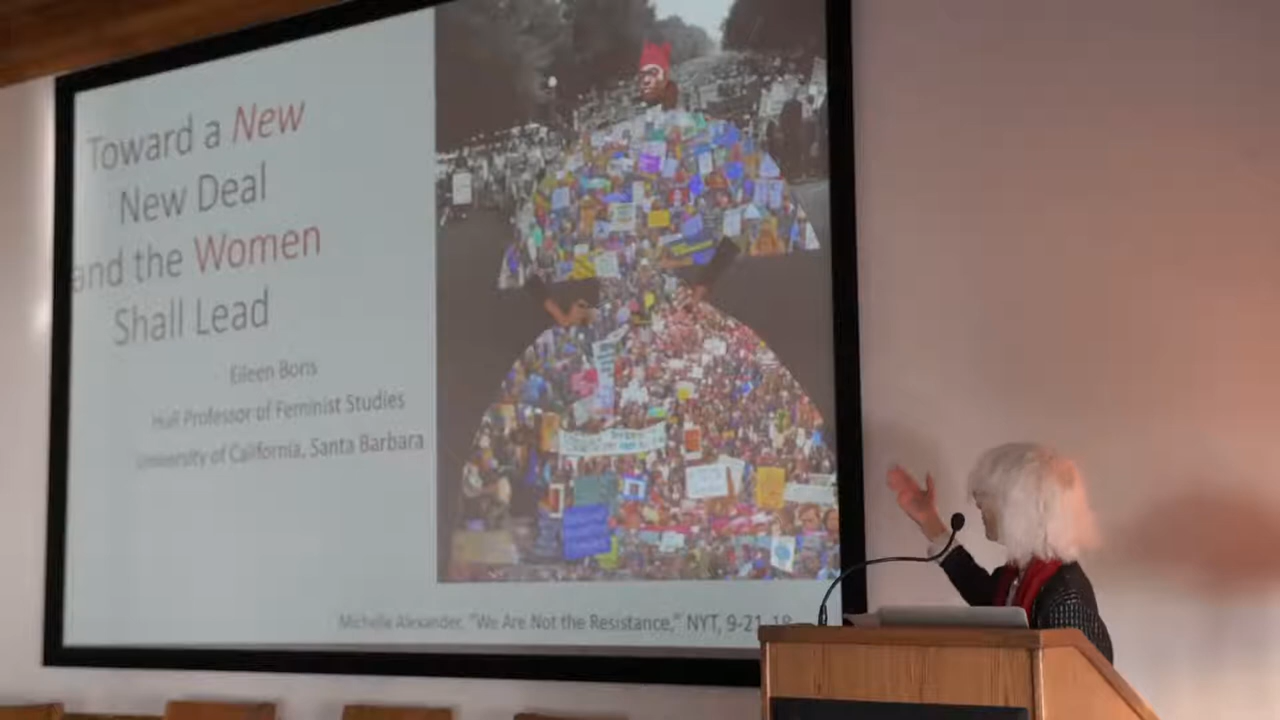 Toward a New
New Deal
and the Women
Shall Lead
Eileen Boris
Hull Professor of Feminist Studies
University of California, Santa Barbara
Michelle Alexander, "We Are Not the Resistance," NYT, 9-21-18